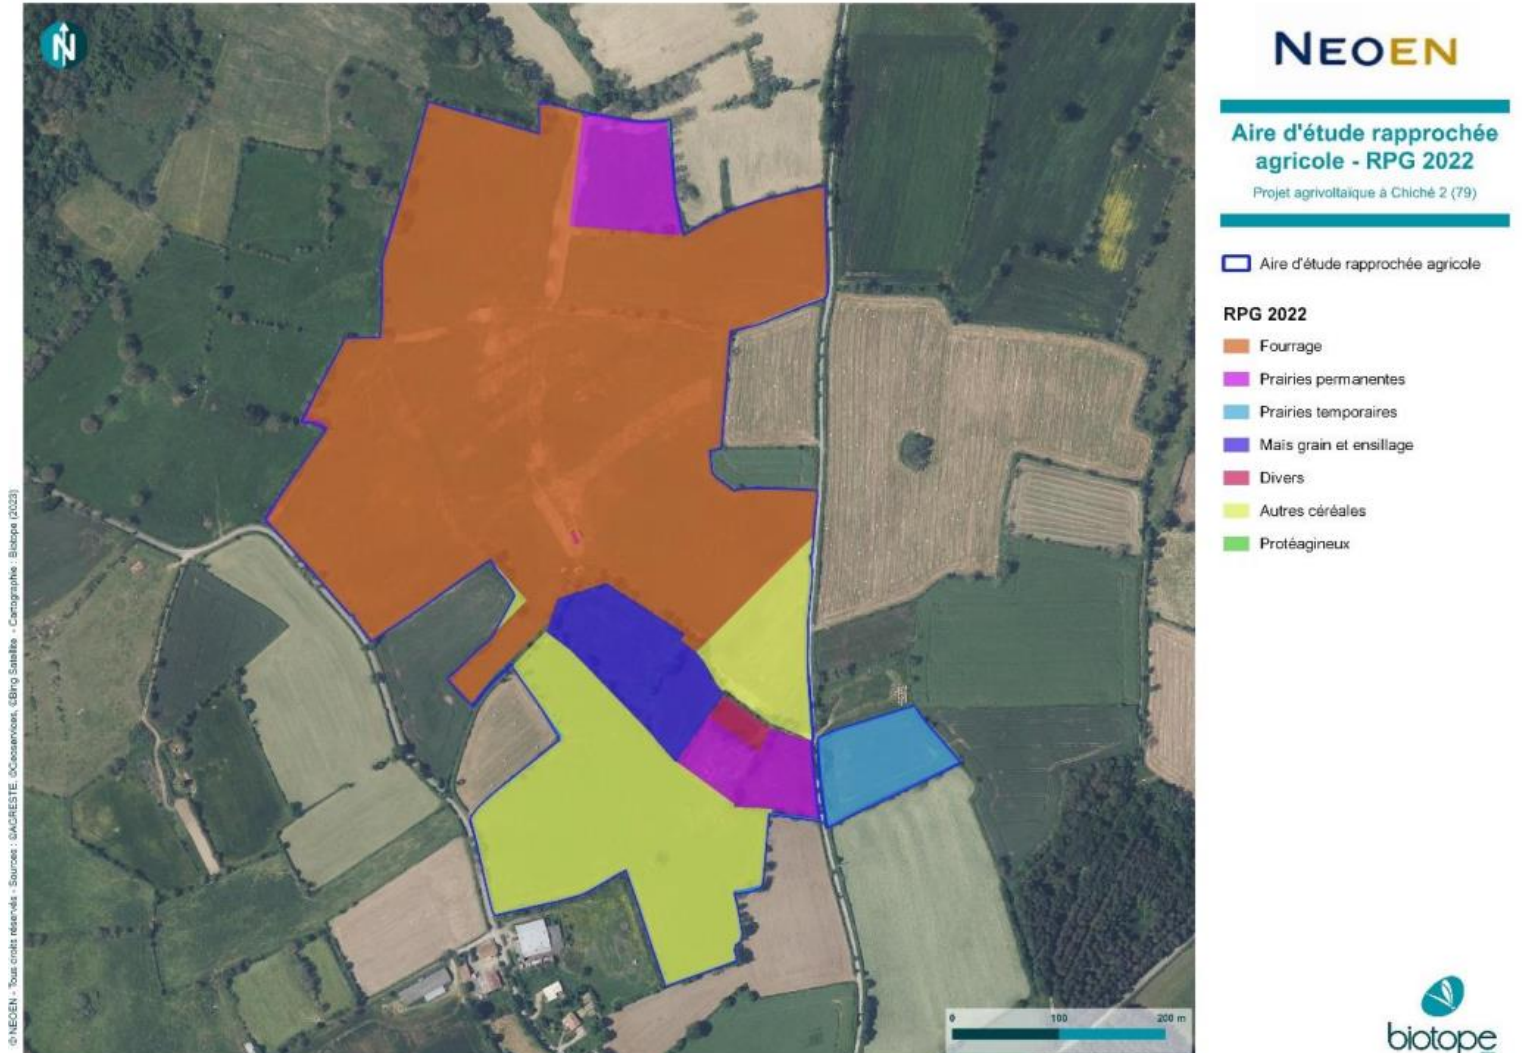 N
NEOEN
Aire d'étude rapprochée
agricole - RPG 2022
Projet agrivoltaïque à Chiché 2 (79)
Aire d'étude rapprochée agricole
RPG 2022
Fourrage
Prairies permanentes
Prairies temporaires
Maïs grain et ensillage
Divers
Autres céréales
Protéagineux
© NEOEN - Tous droits réservés - Sources : ©AGRESTE, ©Géoservices, ©Bing Satellite - Cartographie : Biotope (2023)
0 100 200 m
biotope